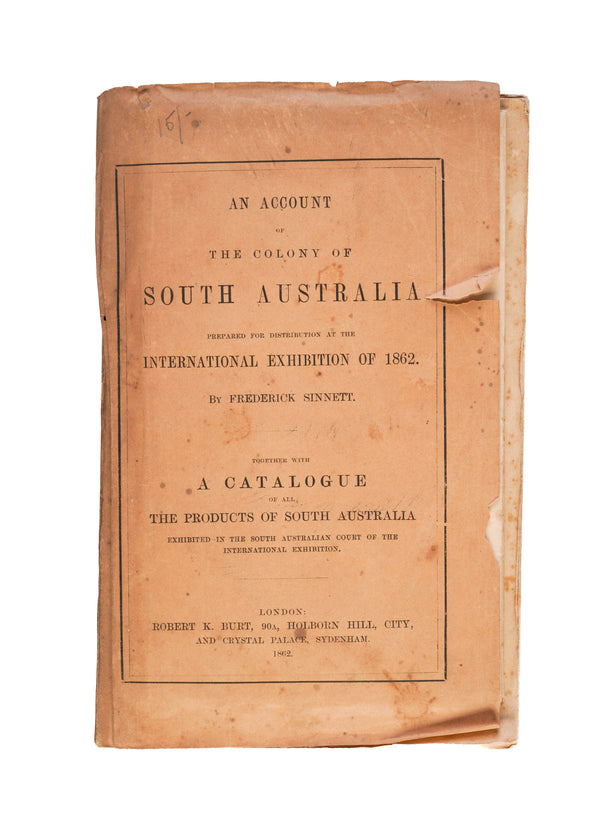 15/-
AN ACCOUNT
OF
THE COLONY OF
SOUTH AUSTRALIA
PREPARED FOR DISTRIBUTION AT THE
INTERNATIONAL EXHIBITION OF 1862.
BY FREDERICK SINNETT.
TOGETHER WITH
A CATALOGUE
OF ALL
THE PRODUCTS OF SOUTH AUSTRALIA
EXHIBITED IN THE SOUTH AUSTRALIAN COURT OF THE
INTERNATIONAL EXHIBITION.
LONDON:
ROBERT K. BURT, 90A, HOLBORN HILL, CITY,
AND CRYSTAL PALACE, SYDENHAM.
1862.